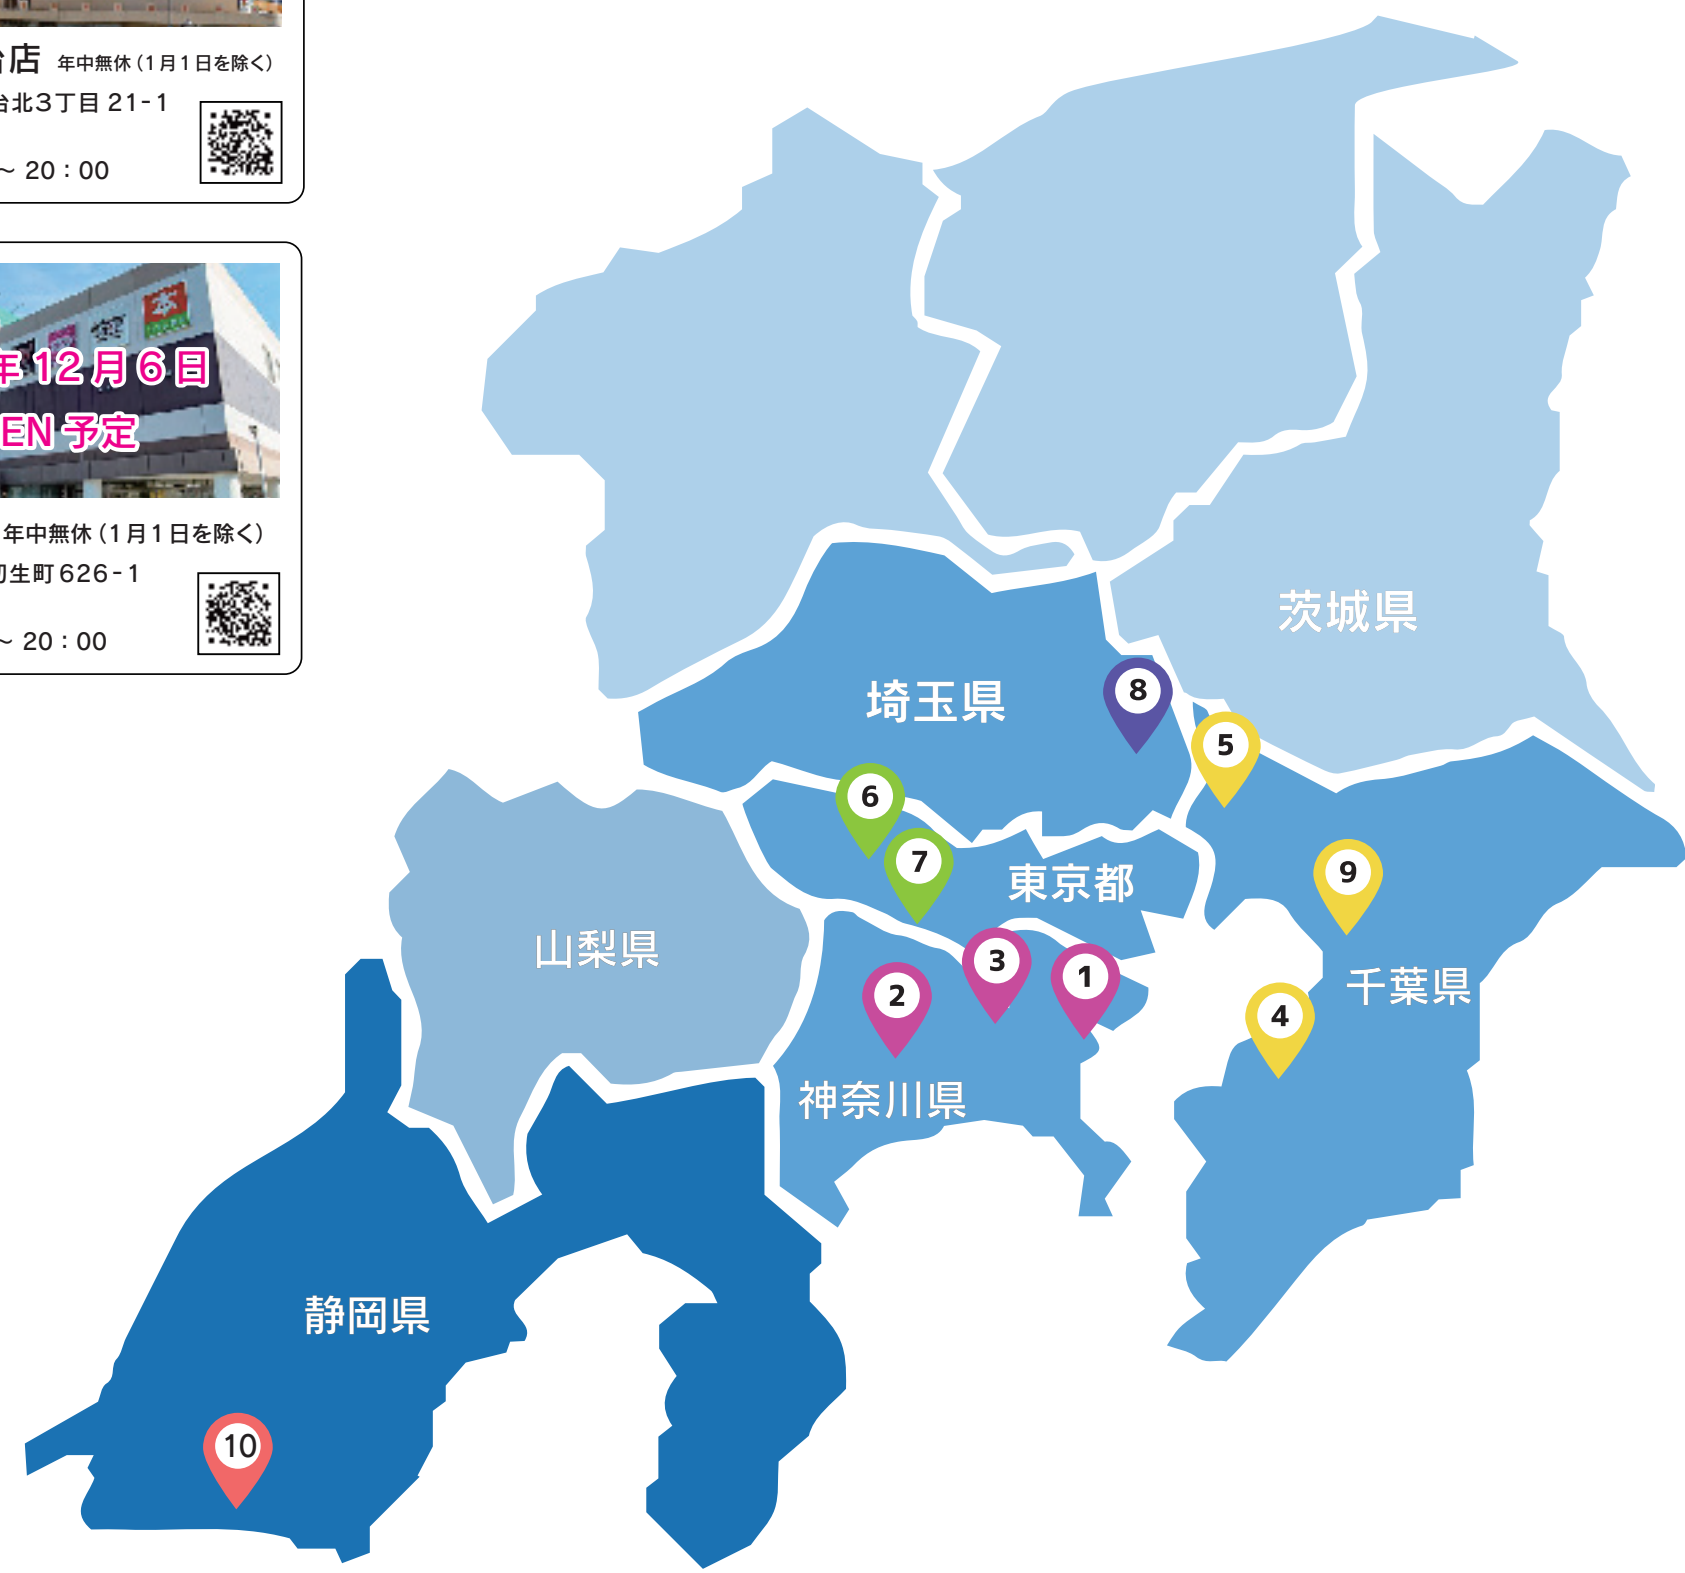 台店 年中無休（1月1日を除く）
台北3丁目 21-1
～ 20：00
本
年 12月6日
EN 予定
年中無休（1月1日を除く）
初生町 626-1
～ 20：00
茨城県
埼玉県
8
5
6
7
東京都
9
山梨県
3
1
2
千葉県
4
神奈川県
静岡県
10